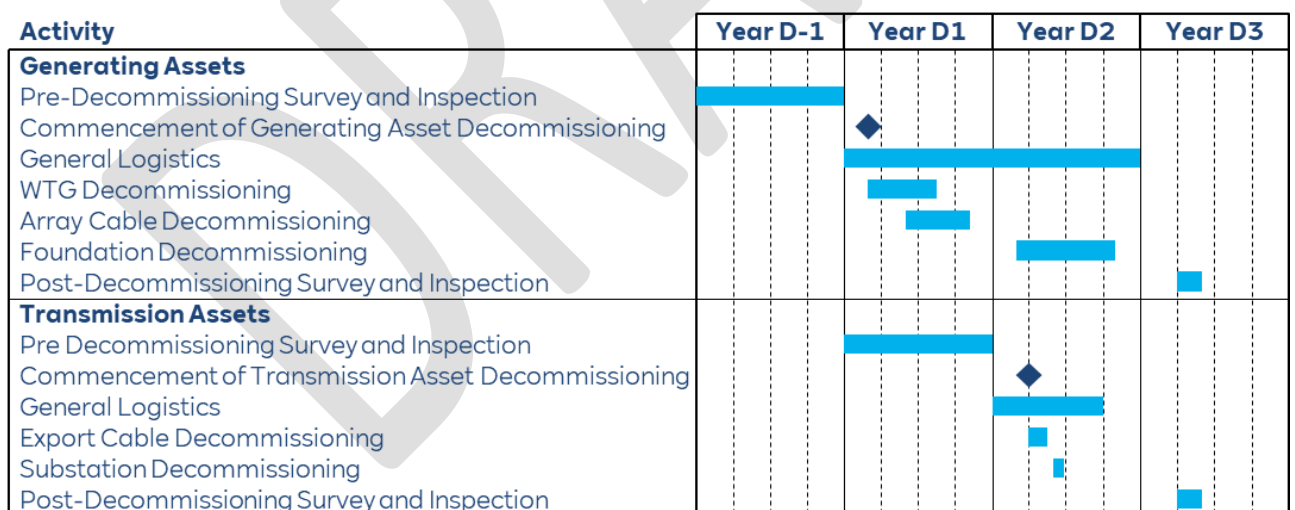 Activity Year D-1 Year D1 Year D2 Year D3
Generating Assets
Pre-Decommissioning Survey and Inspection
Commencement of Generating Asset Decommissioning
General Logistics
WTG Decommissioning
Array Cable Decommissioning
Foundation Decommissioning
Post-Decommissioning Survey and Inspection
Transmission Assets
Pre Decommissioning Survey and Inspection
Commencement of Transmission Asset Decommissioning
General Logistics
Export Cable Decommissioning
Substation Decommissioning
Post-Decommissioning Survey and Inspection